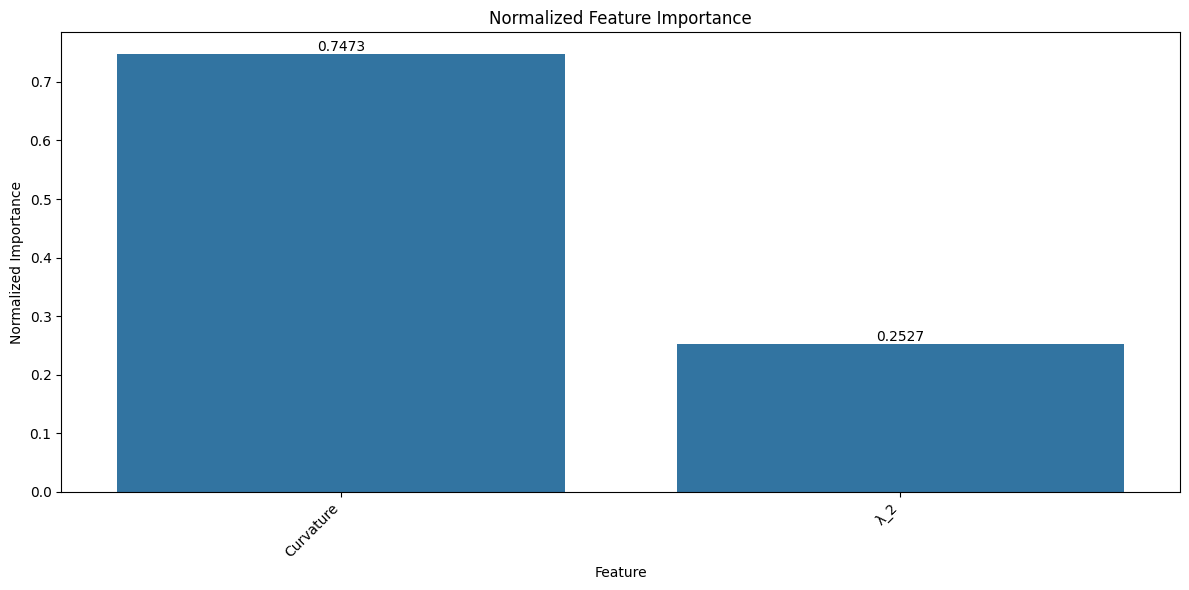 Normalized Feature Importance
0.7473
0.2527
Normalized Importance
0.7
0.6
0.5
0.4
0.3
0.2
0.1
0.0
Curvature
λ_2
Feature